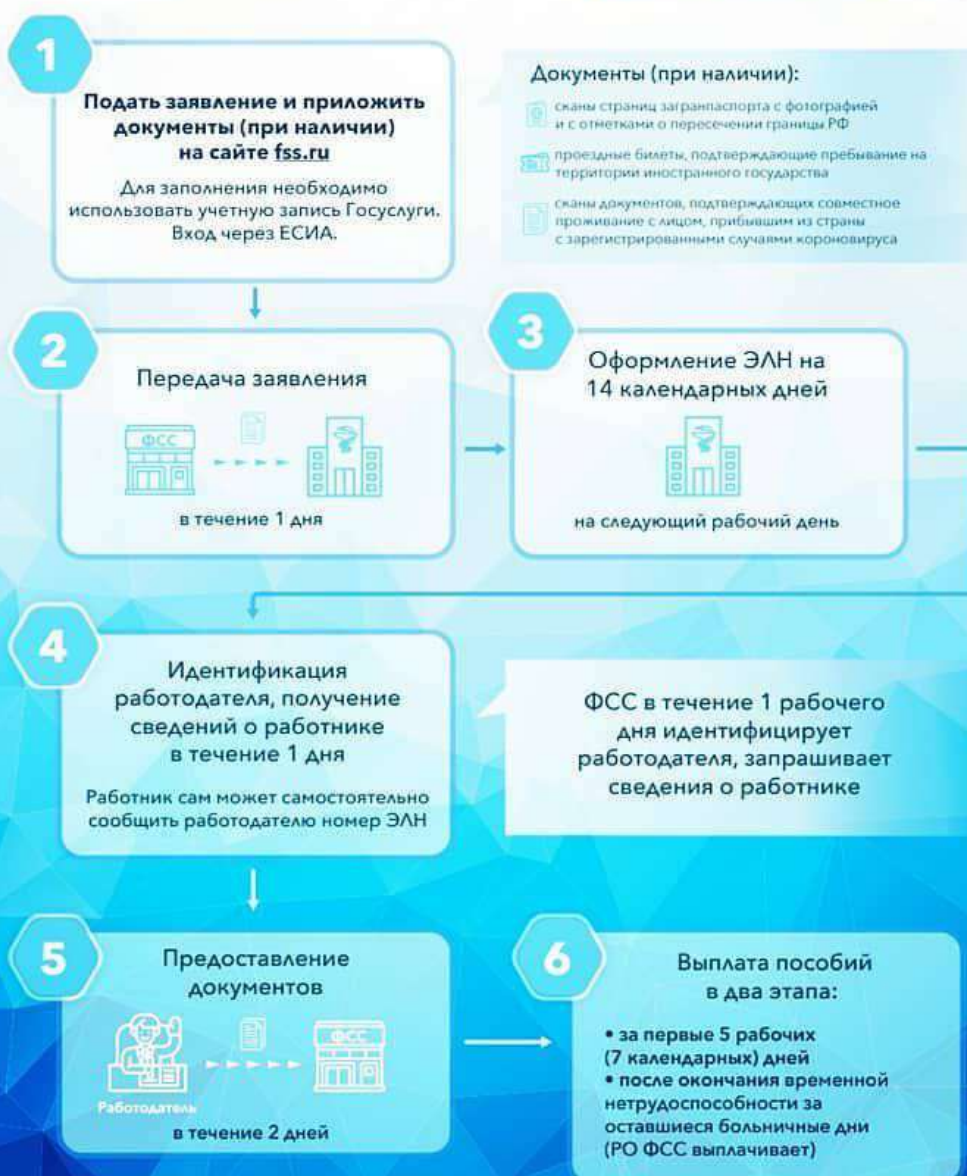 1
Подать заявление и приложить
документы (при наличии)
на сайте fss.ru
Для заполнения необходимо
использовать учетную запись Госуслуги.
Вход через ЕСИА.
Документы (при наличии):
сканы страниц загранпаспорта с фотографией
и с отметками о пересечении границы РФ
проездные билеты, подтверждающие пребывание на
территории иностранного государства
сканы документов, подтверждающих совместное
проживание с лицом, прибывшим из страны
с зарегистрированными случаями короновируса
2
Передача заявления
ФСС
в течение 1 дня
3
Оформление ЭЛН на
14 календарных дней
на следующий рабочий день
4
Идентификация
работодателя, получение
сведений о работнике
в течение 1 дня
Работник сам может самостоятельно
сообщить работодателю номер ЭЛН
ФСС в течение 1 рабочего
дня идентифицирует
работодателя, запрашивает
сведения о работнике
5
Предоставление
документов
ФСС
Работодатель
в течение 2 дней
6
Выплата пособий
в два этапа:
• за первые 5 рабочих
(7 календарных) дней
• после окончания временной
нетрудоспособности за
оставшиеся больничные дни
(РО ФСС выплачивает)